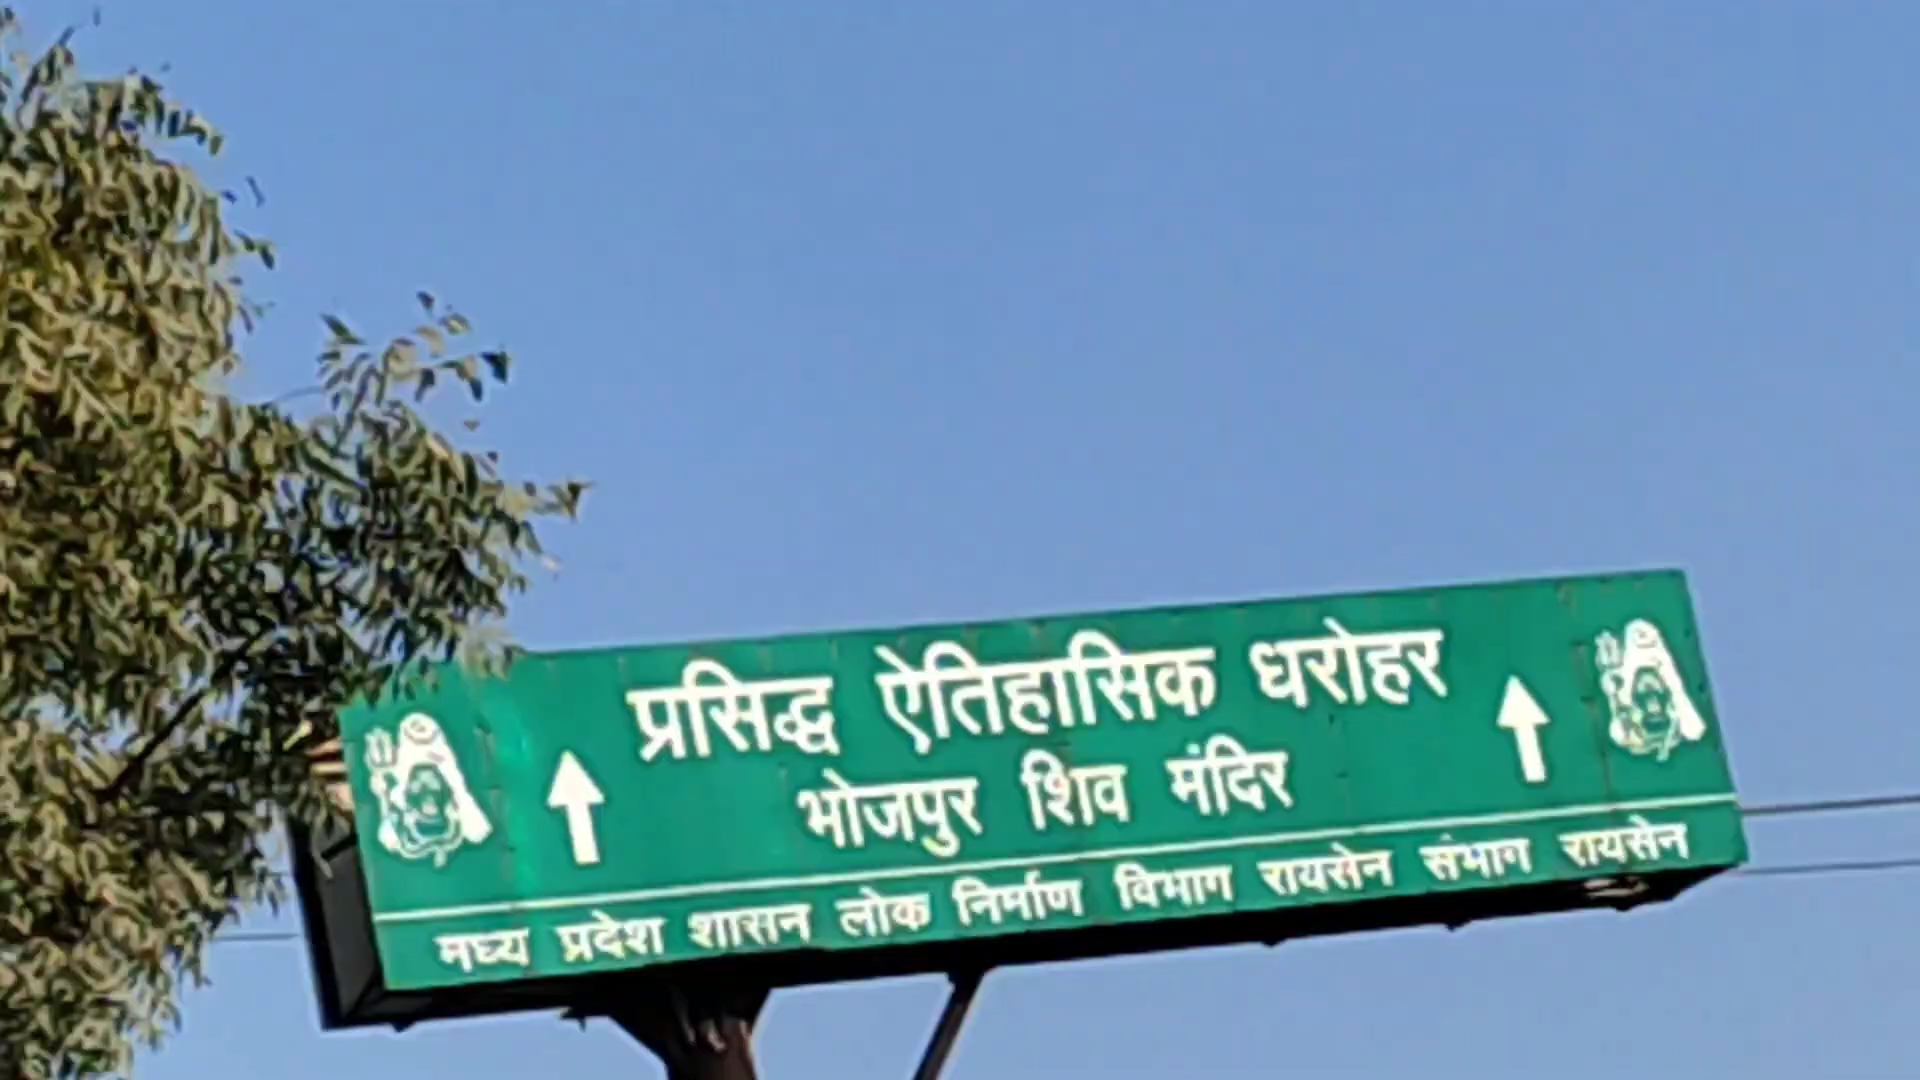 प्रसिद्ध ऐतिहासिक धरोहर
भोजपुर शिव मंदिर
मध्य प्रदेश शासन लोक निर्माण विभाग रायसेन संभाग रायसेन